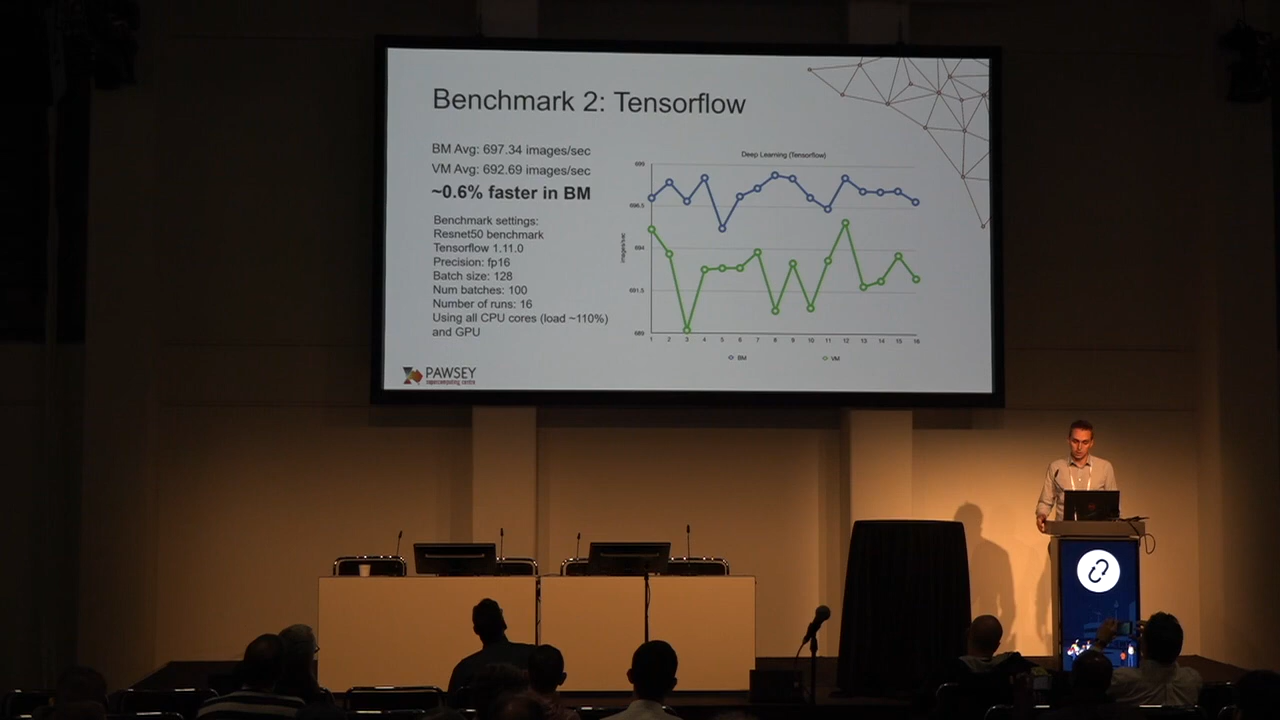 Benchmark 2: Tensorflow
BM Avg: 697.34 images/sec
VM Avg: 692.69 images/sec
~0.6% faster in BM
Benchmark settings:
Resnet50 benchmark
Tensorflow 1.11.0
Precision: fp16
Batch size: 128
Num batches: 100
Number of runs: 16
Using all CPU cores (load ~110%)
and GPU
Deep Learning (Tensorflow)
images/sec
699
696.5
694
691.5
689
1 2 3 4 5 6 7 8 9 10 11 12 13 14 15 16
BM VM
PAWSEY
supercomputing centre